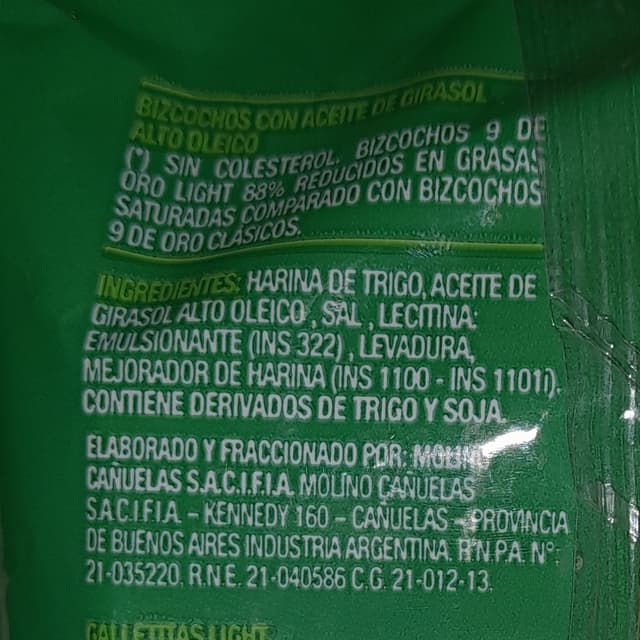 BIZCOCHOS CON ACEITE DE GIRASOL
ALTO OLEICO
(*) SIN COLESTEROL. BIZCOCHOS 9 DE
ORO LIGHT 88% REDUCIDOS EN GRASAS
SATURADAS COMPARADO CON BIZCOCHOS
9 DE ORO CLÁSICOS.
INGREDIENTES: HARINA DE TRIGO, ACEITE DE
GIRASOL ALTO OLEICO , SAL , LECITINA:
EMULSIONANTE (INS 322) , LEVADURA,
MEJORADOR DE HARINA (INS 1100 - INS 1101i).
CONTIENE DERIVADOS DE TRIGO Y SOJA.
ELABORADO Y FRACCIONADO POR: MOLINO
CAÑUELAS S.A.C.I.F.I.A. MOLINO CAÑUELAS
S.A.C.I.F.I.A. - KENNEDY 160 - CAÑUELAS - PROVINCIA
DE BUENOS AIRES INDUSTRIA ARGENTINA. R.N.P.A. N°:
21-035220. R.N.E. 21-040586 C.G. 21-012-13.
GALLETITAS LIGHT